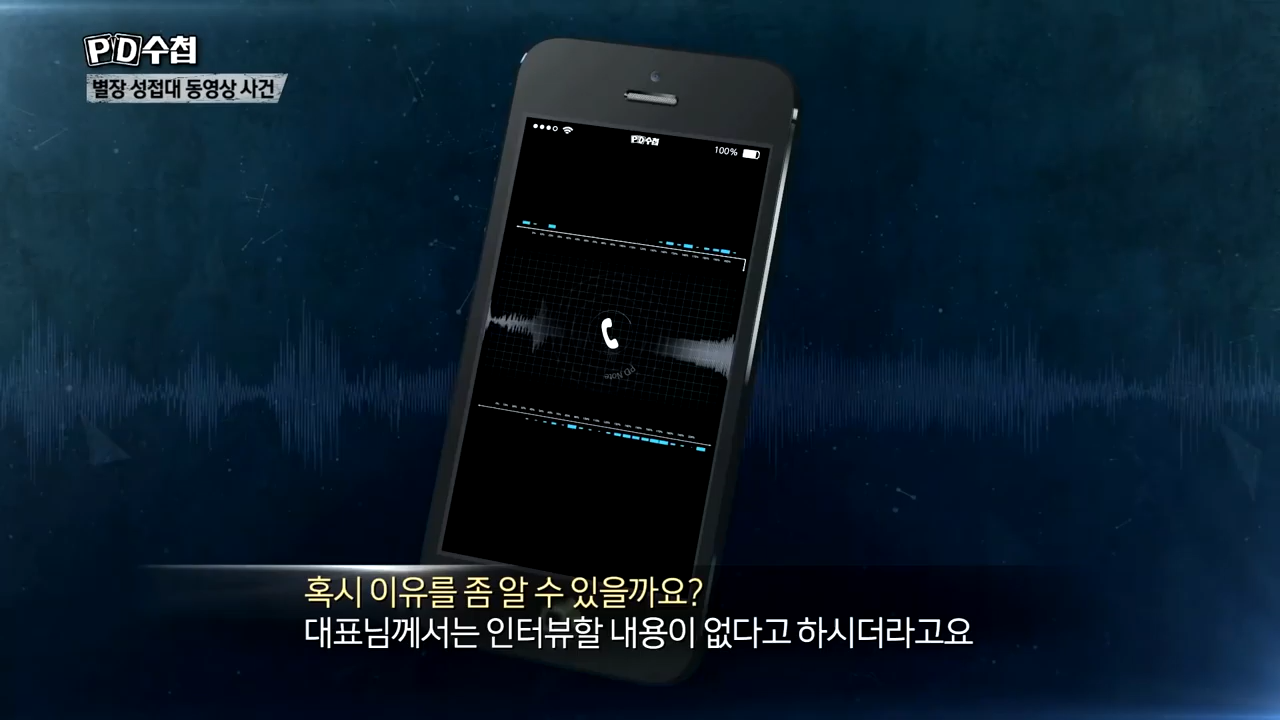 PD수첩
별장 성접대 동영상 사건
PD수첩
100%
PD Note
혹시 이유를 좀 알 수 있을까요?
대표님께서는 인터뷰할 내용이 없다고 하시더라고요